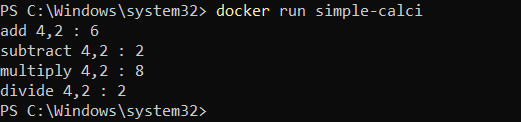 PS C:\Windows\system32> docker run simple-calci
add 4,2 : 6
subtract 4,2 : 2
multiply 4,2 : 8
divide 4,2 : 2
PS C:\Windows\system32>